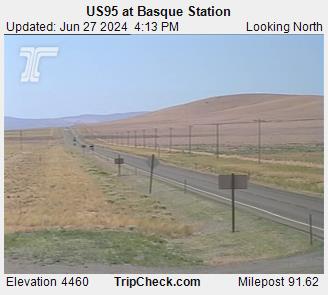 US95 at Basque Station
Updated: Jun 27 2024 4:13 PM Looking North
Elevation 4460 TripCheck.com Milepost 91.62